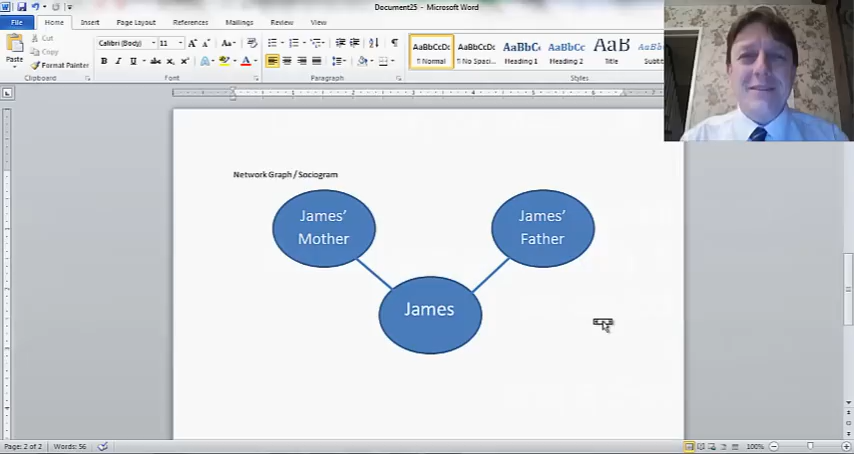 Document25 - Microsoft Word
File Home Insert Page Layout References Mailings Review View
Cut
Copy
Format Painter
Paste
Calibri (Body) 11
AaBbCcDc AaBbCcDc AaBbC AaBbCc AaB
¶ Normal ¶ No Spaci... Heading 1 Heading 2 Title
Clipboard Font Paragraph Styles
Network Graph / Sociogram
James’
Mother
James’
Father
James
Page: 2 of 2 Words: 56 100%